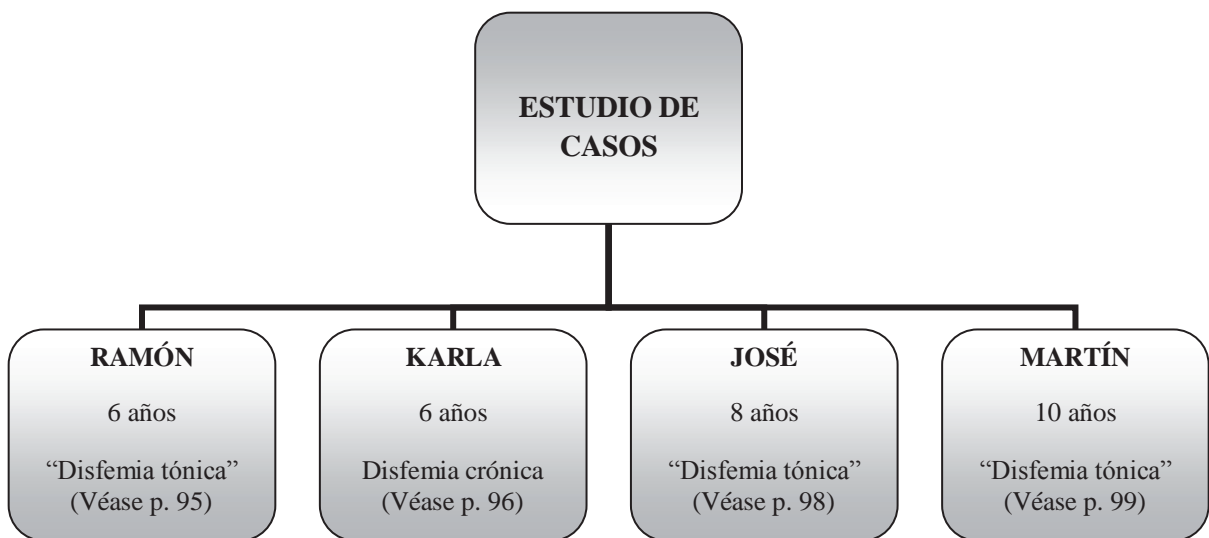 ESTUDIO DE
CASOS
RAMÓN
6 años
“Disfemia tónica”
(Véase p. 95)
KARLA
6 años
Disfemia crónica
(Véase p. 96)
JOSÉ
8 años
“Disfemia tónica”
(Véase p. 98)
MARTÍN
10 años
“Disfemia tónica”
(Véase p. 99)